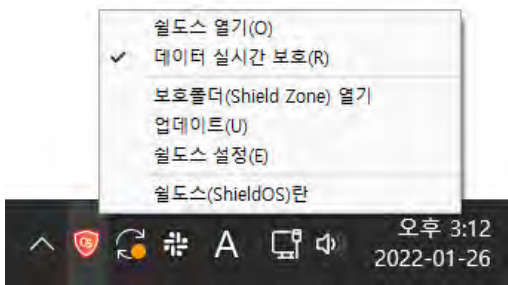 쉴도스 열기(O)
데이터 실시간 보호(R)
보호폴더(Shield Zone) 열기
업데이트(U)
쉴도스 설정(E)
쉴도스(ShieldOS)란
OS
A
오후 3:12
2022-01-26